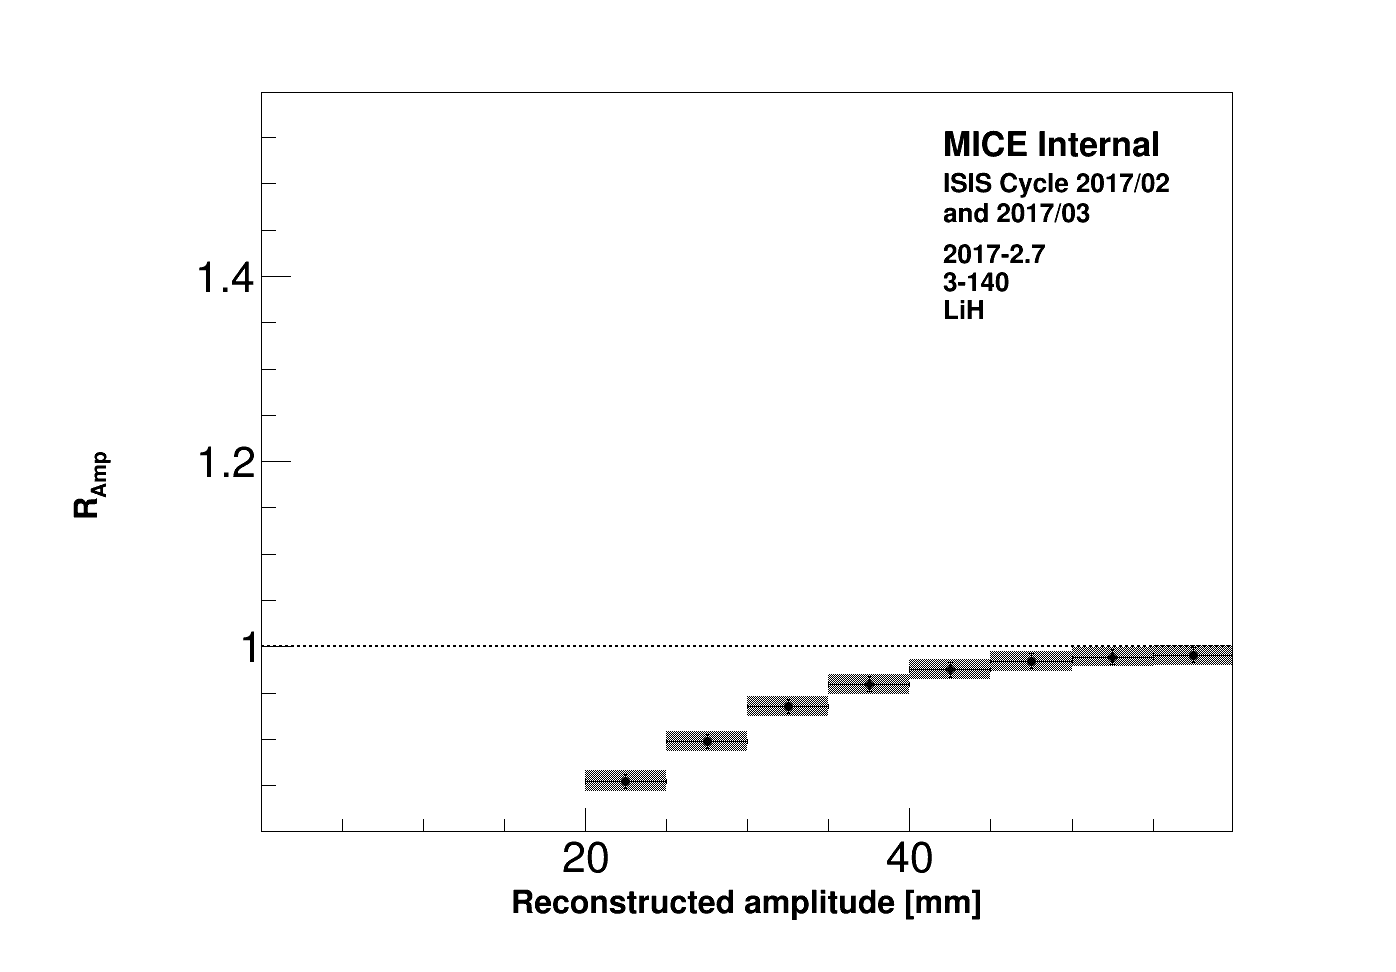 MICE Internal
ISIS Cycle 2017/02
and 2017/03
2017-2.7
3-140
LiH
1.4
1.2
1
R_Amp
20
40
Reconstructed amplitude [mm]